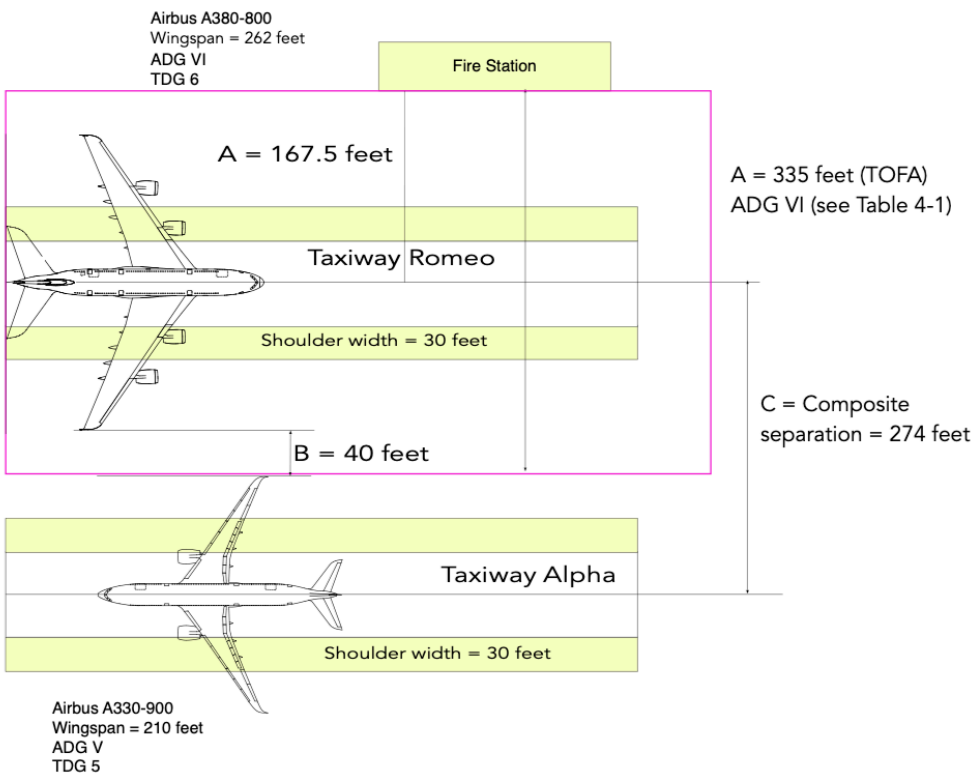 Airbus A380-800
Wingspan = 262 feet
ADG VI
TDG 6
Fire Station
A = 167.5 feet
A = 335 feet (TOFA)
ADG VI (see Table 4-1)
Taxiway Romeo
Shoulder width = 30 feet
C = Composite
separation = 274 feet
B = 40 feet
Taxiway Alpha
Shoulder width = 30 feet
Airbus A330-900
Wingspan = 210 feet
ADG V
TDG 5